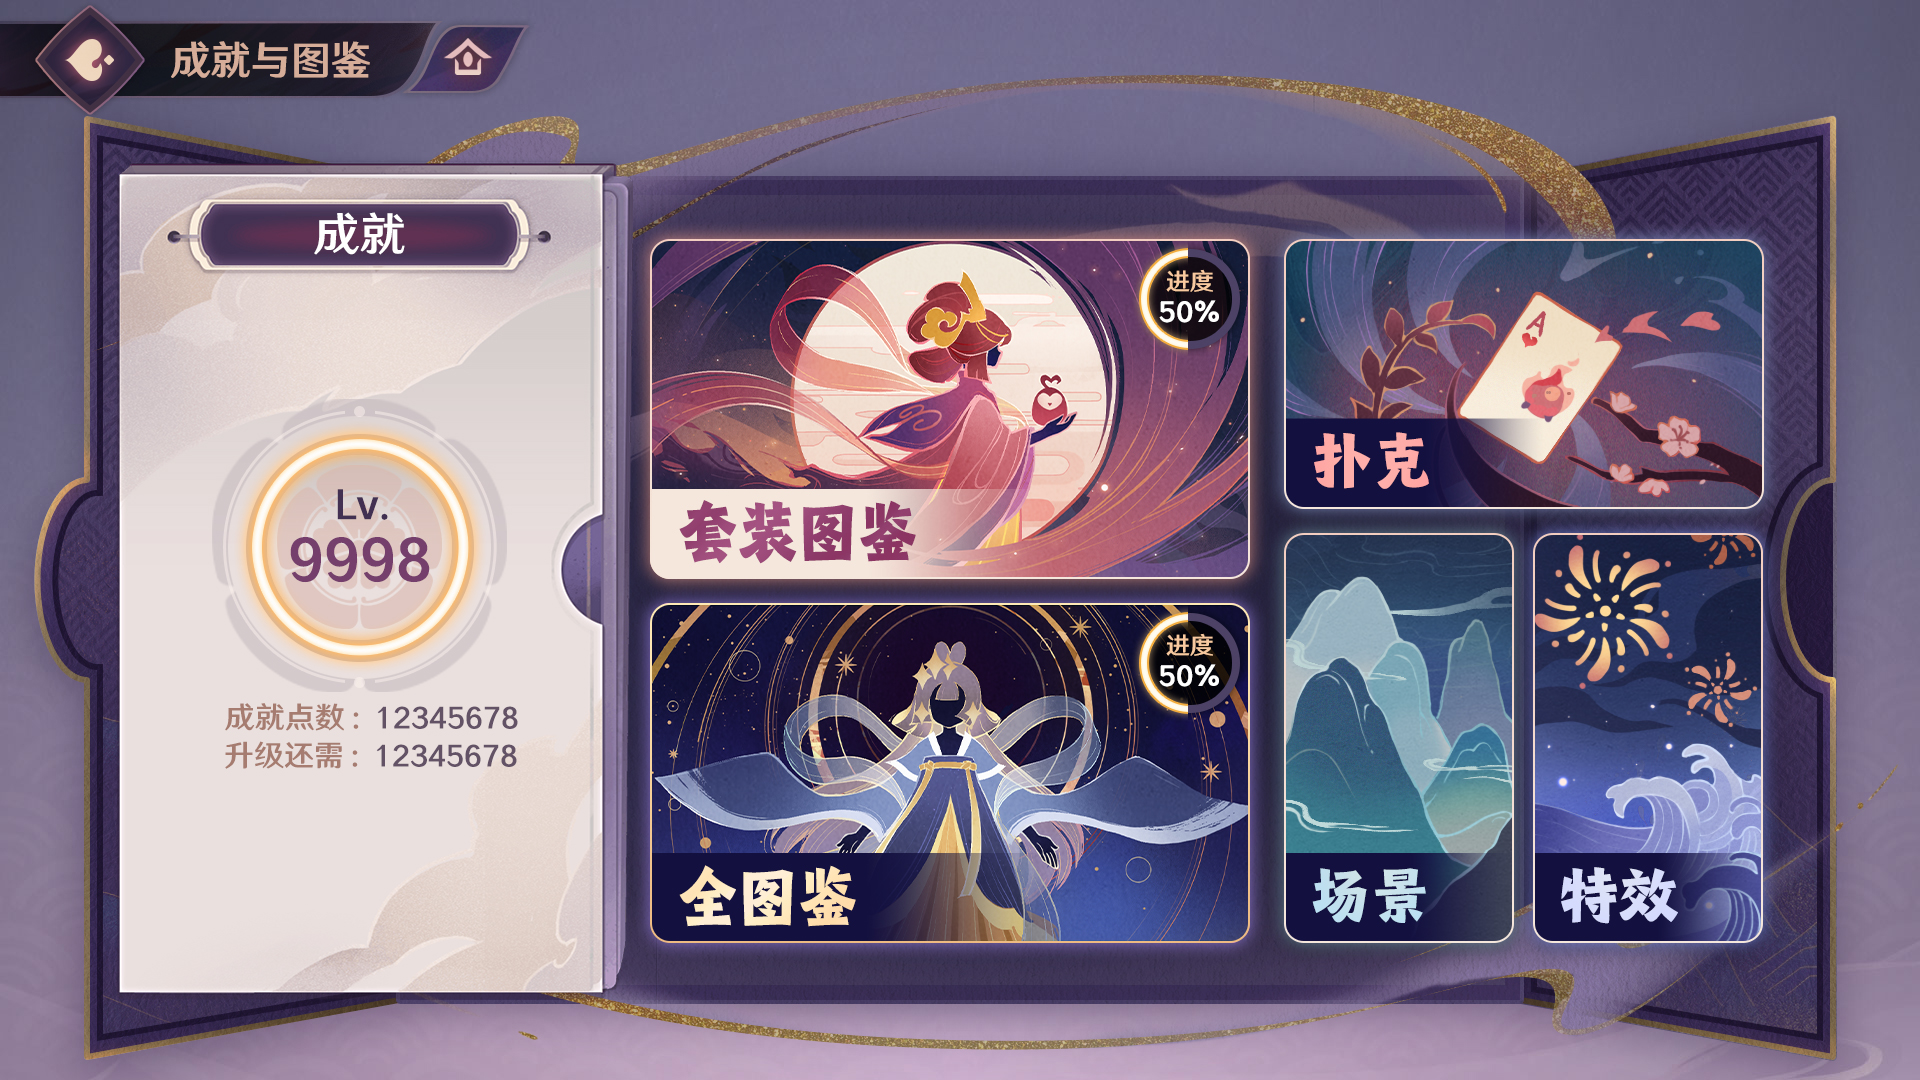 成就与图鉴
成就
Lv.
9998
成就点数：12345678
升级还需：12345678
进度
50%
套装图鉴
进度
50%
全图鉴
A
扑克
场景
特效